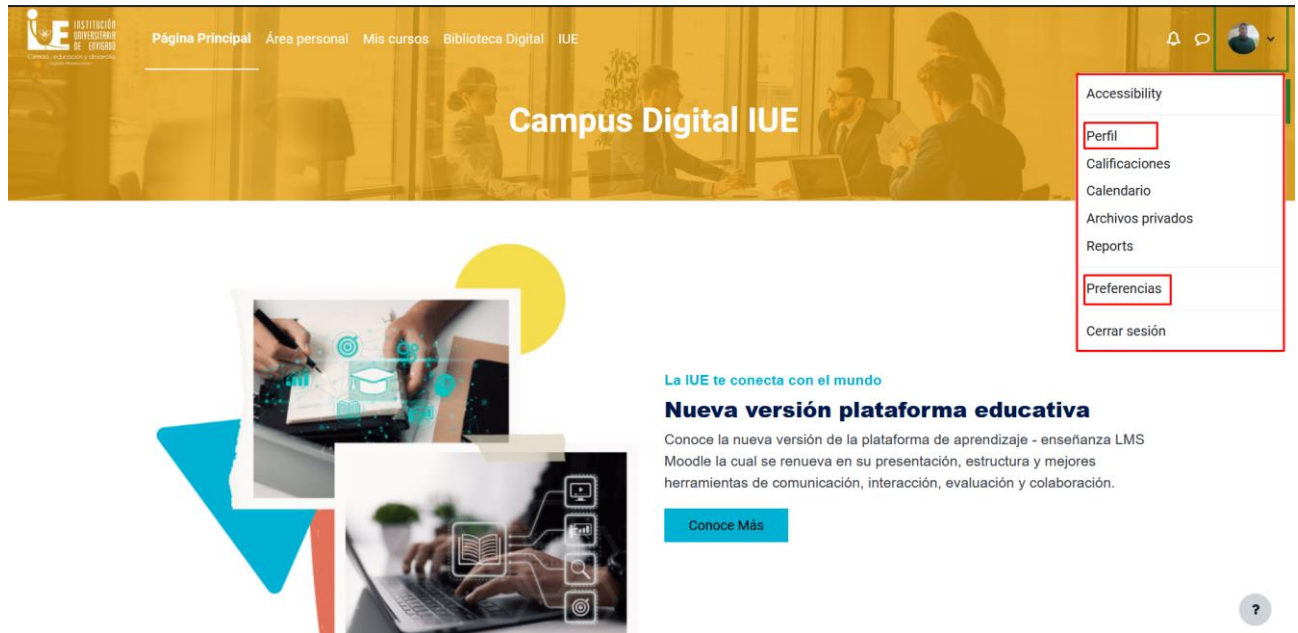 INSTITUCIÓN
UNIVERSITARIA
DE ENVIGADO
Ciencia, educación y desarrollo
Página Principal Área personal Mis cursos Biblioteca Digital IUE
Campus Digital IUE
Accessibility
Perfil
Calificaciones
Calendario
Archivos privados
Reports
Preferencias
Cerrar sesión
La IUE te conecta con el mundo
Nueva versión plataforma educativa
Conoce la nueva versión de la plataforma de aprendizaje - enseñanza LMS
Moodle la cual se renueva en su presentación, estructura y mejores
herramientas de comunicación, interacción, evaluación y colaboración.
Conoce Más
?